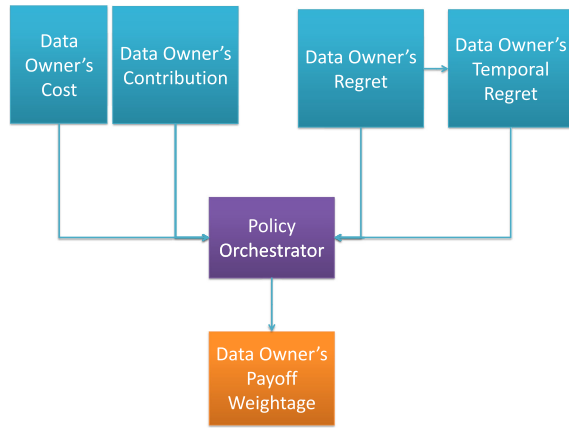 Data
Owner's
Cost
Data Owner's
Contribution
Data Owner's
Regret
Data Owner's
Temporal
Regret
Policy
Orchestrator
Data Owner's
Payoff
Weightage